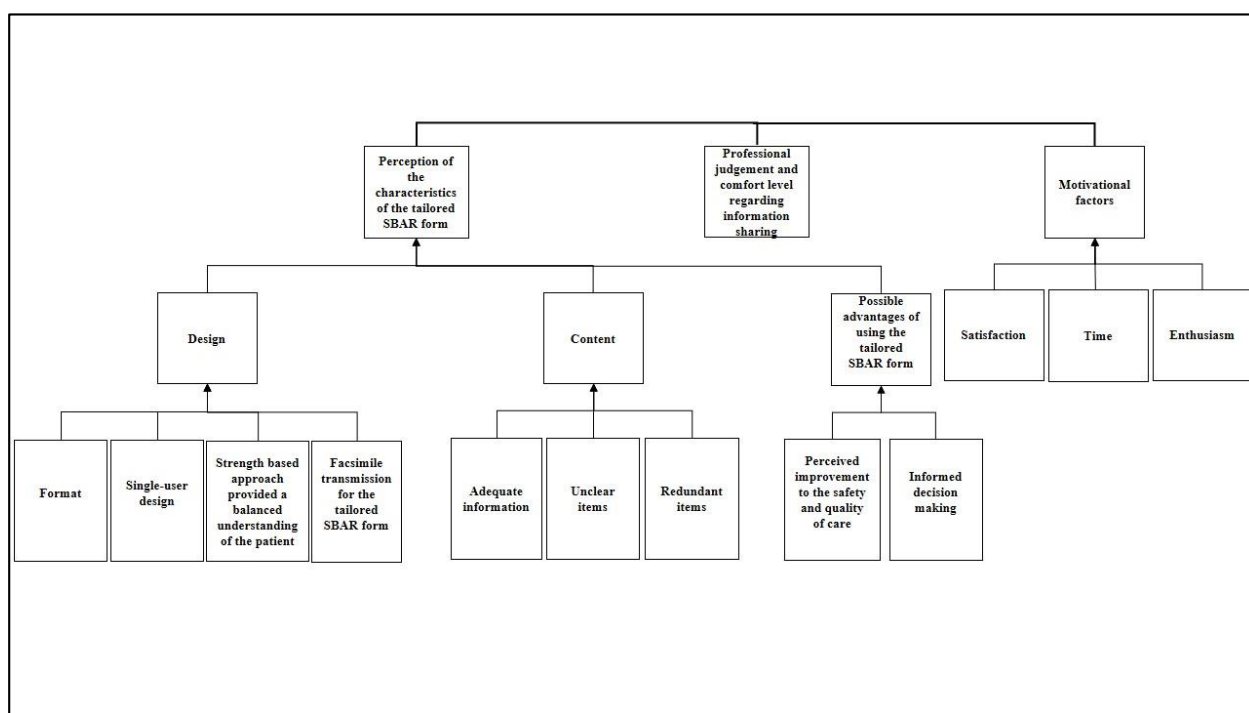 Perception of
the
characteristics
of the tailored
SBAR form
Professional
judgement and
comfort level
regarding
information
sharing
Motivational
factors
Design
Content
Possible
advantages of
using the
tailored
SBAR form
Satisfaction
Time
Enthusiasm
Format
Single-user
design
Strength based
approach
provided a
balanced
understanding
of the patient
Facsimile
transmission
for the
tailored
SBAR form
Adequate
information
Unclear
items
Redundant
items
Perceived
improvement
to the safety
and quality
of care
Informed
decision
making